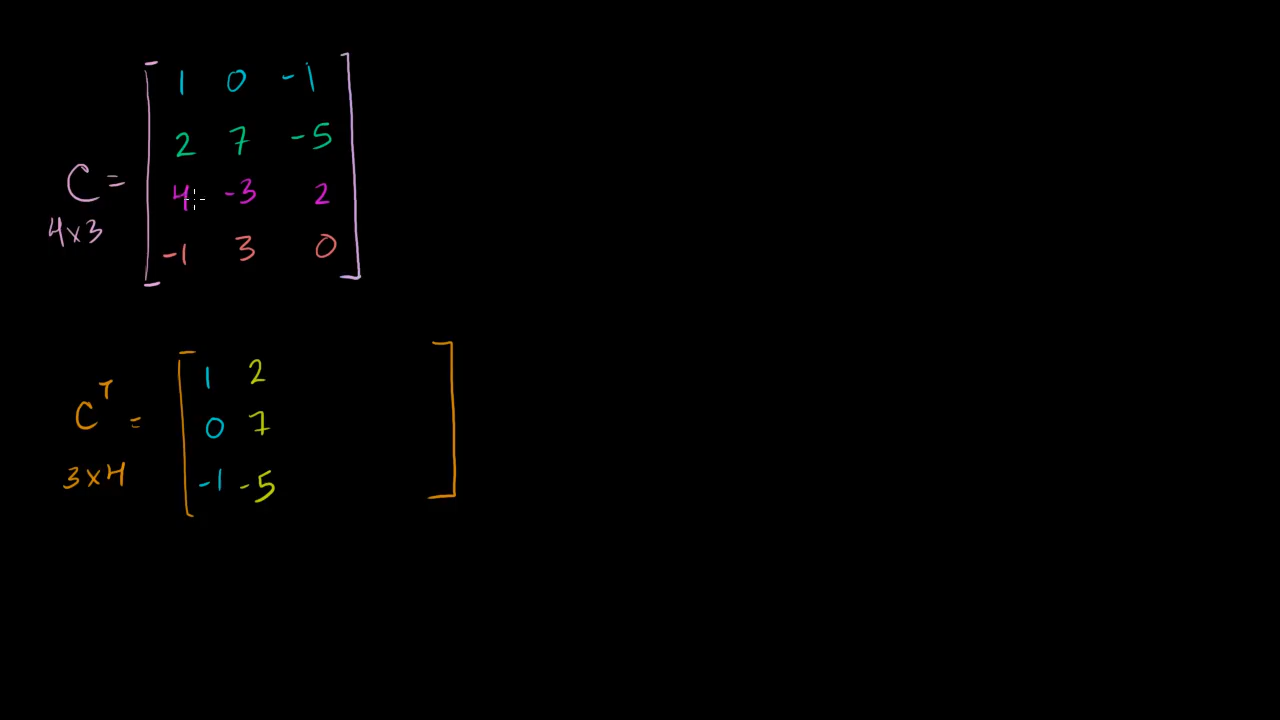 1 0 -1
2 7 -5
C = 4 -3 2
4x3
-1 3 0
1 2
Cᵀ = 0 7
3x4 -1 -5